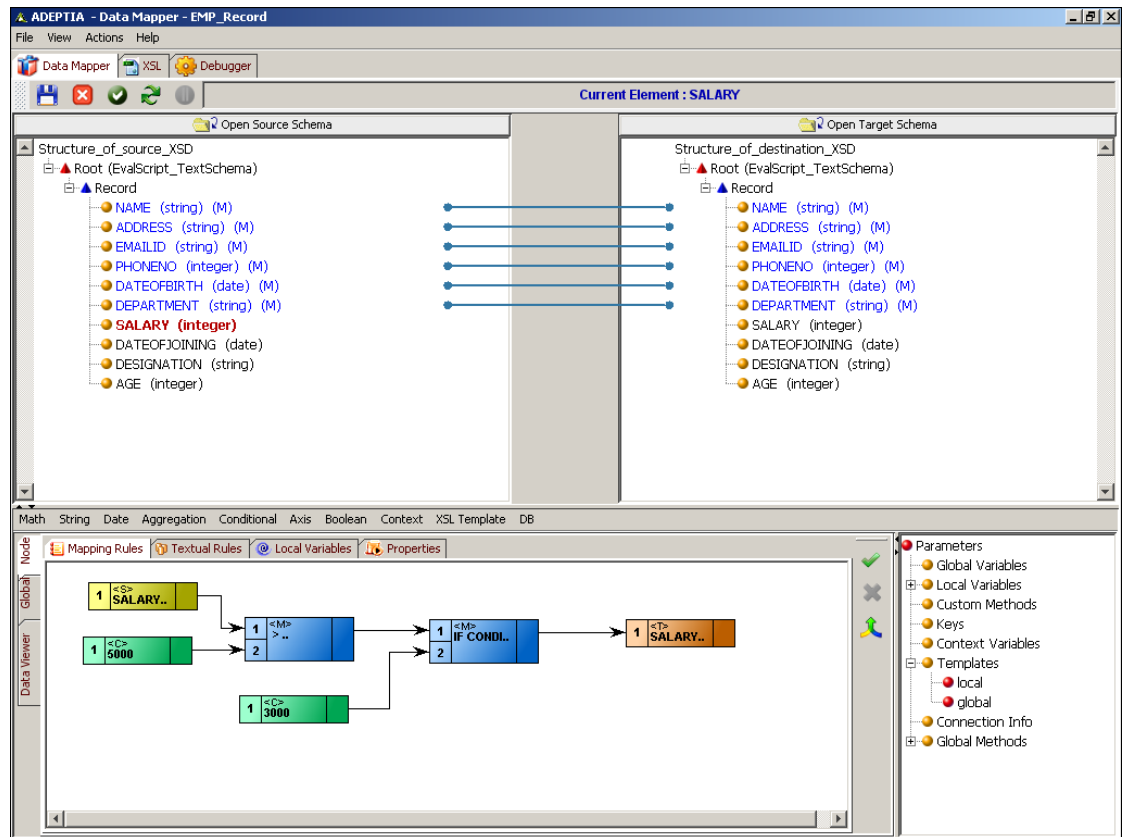 ADEPTIA - Data Mapper - EMP_Record
File View Actions Help
Data Mapper XSL Debugger
Current Element : SALARY
Open Source Schema
Open Target Schema
Structure_of_source_XSD
Root (EvalScript_TextSchema)
Record
NAME (string) (M)
ADDRESS (string) (M)
EMAILID (string) (M)
PHONENO (integer) (M)
DATEOFBIRTH (date) (M)
DEPARTMENT (string) (M)
SALARY (integer)
DATEOFJOINING (date)
DESIGNATION (string)
AGE (integer)
Structure_of_destination_XSD
Root (EvalScript_TextSchema)
Record
NAME (string) (M)
ADDRESS (string) (M)
EMAILID (string) (M)
PHONENO (integer) (M)
DATEOFBIRTH (date) (M)
DEPARTMENT (string) (M)
SALARY (integer)
DATEOFJOINING (date)
DESIGNATION (string)
AGE (integer)
Math String Date Aggregation Conditional Axis Boolean Context XSL Template DB
Node
Global
Data Viewer
Mapping Rules Textual Rules Local Variables Properties
1 <S> SALARY..
1 <C> 5000
1 <M> > ..
2
1 <C> 3000
1 <M> IF CONDI..
2
1 <T> SALARY..
Parameters
Global Variables
Local Variables
Custom Methods
Keys
Context Variables
Templates
local
global
Connection Info
Global Methods